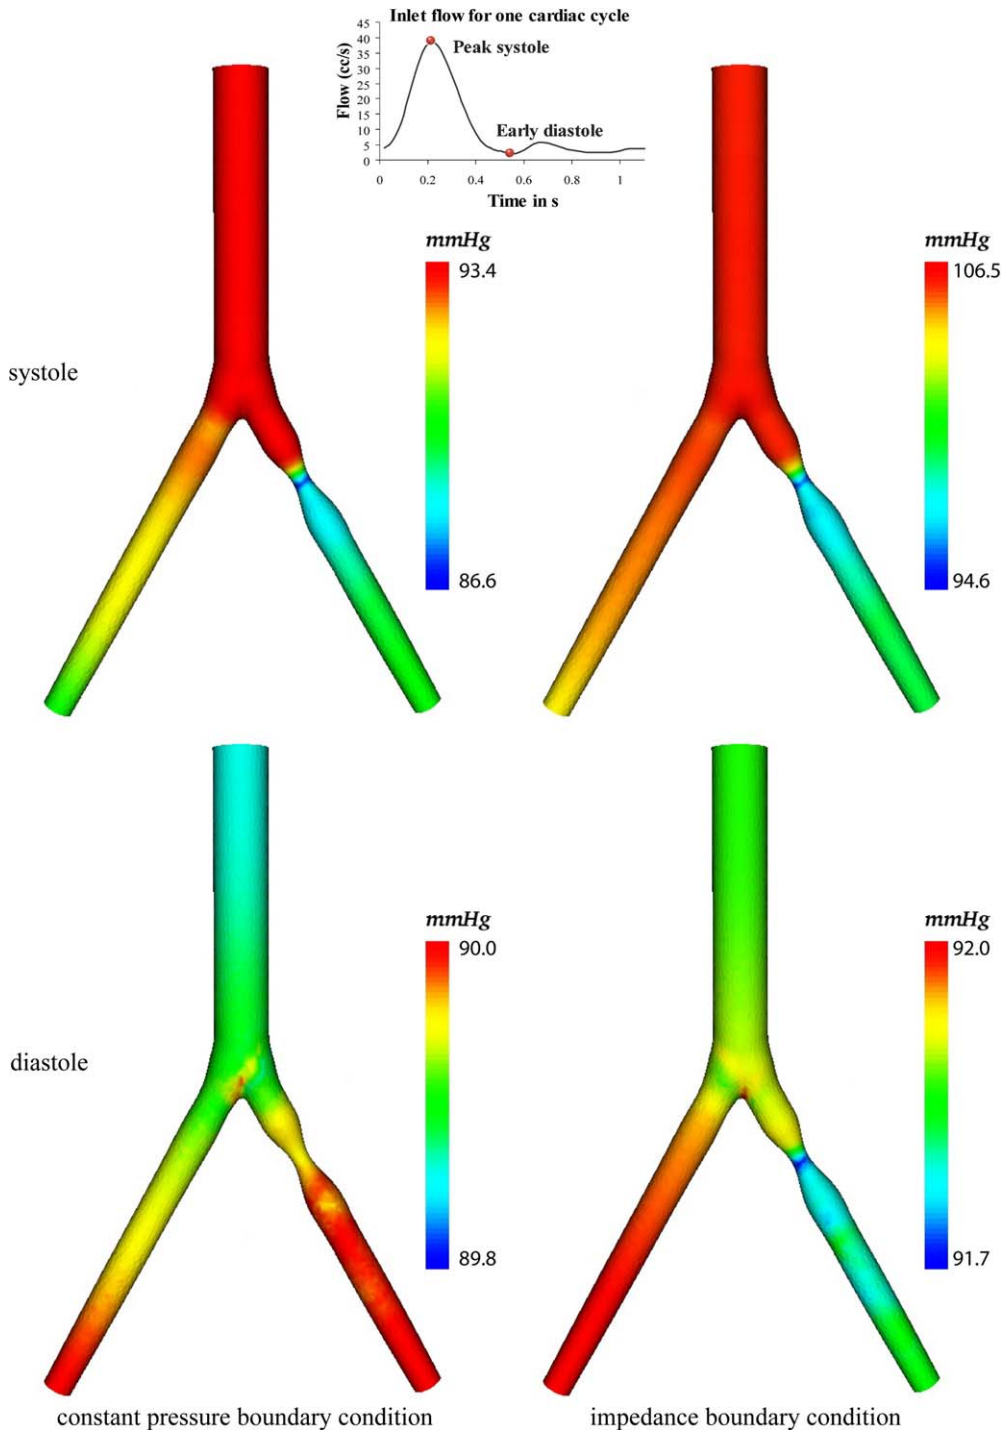 Inlet flow for one cardiac cycle
45
40
35
30
25
20
15
10
5
0
Flow (cc/s)
Peak systole
Early diastole
0 0.2 0.4 0.6 0.8 1
Time in s
mmHg
93.4
86.6
mmHg
106.5
94.6
systole
mmHg
90.0
89.8
mmHg
92.0
91.7
diastole
constant pressure boundary condition
impedance boundary condition